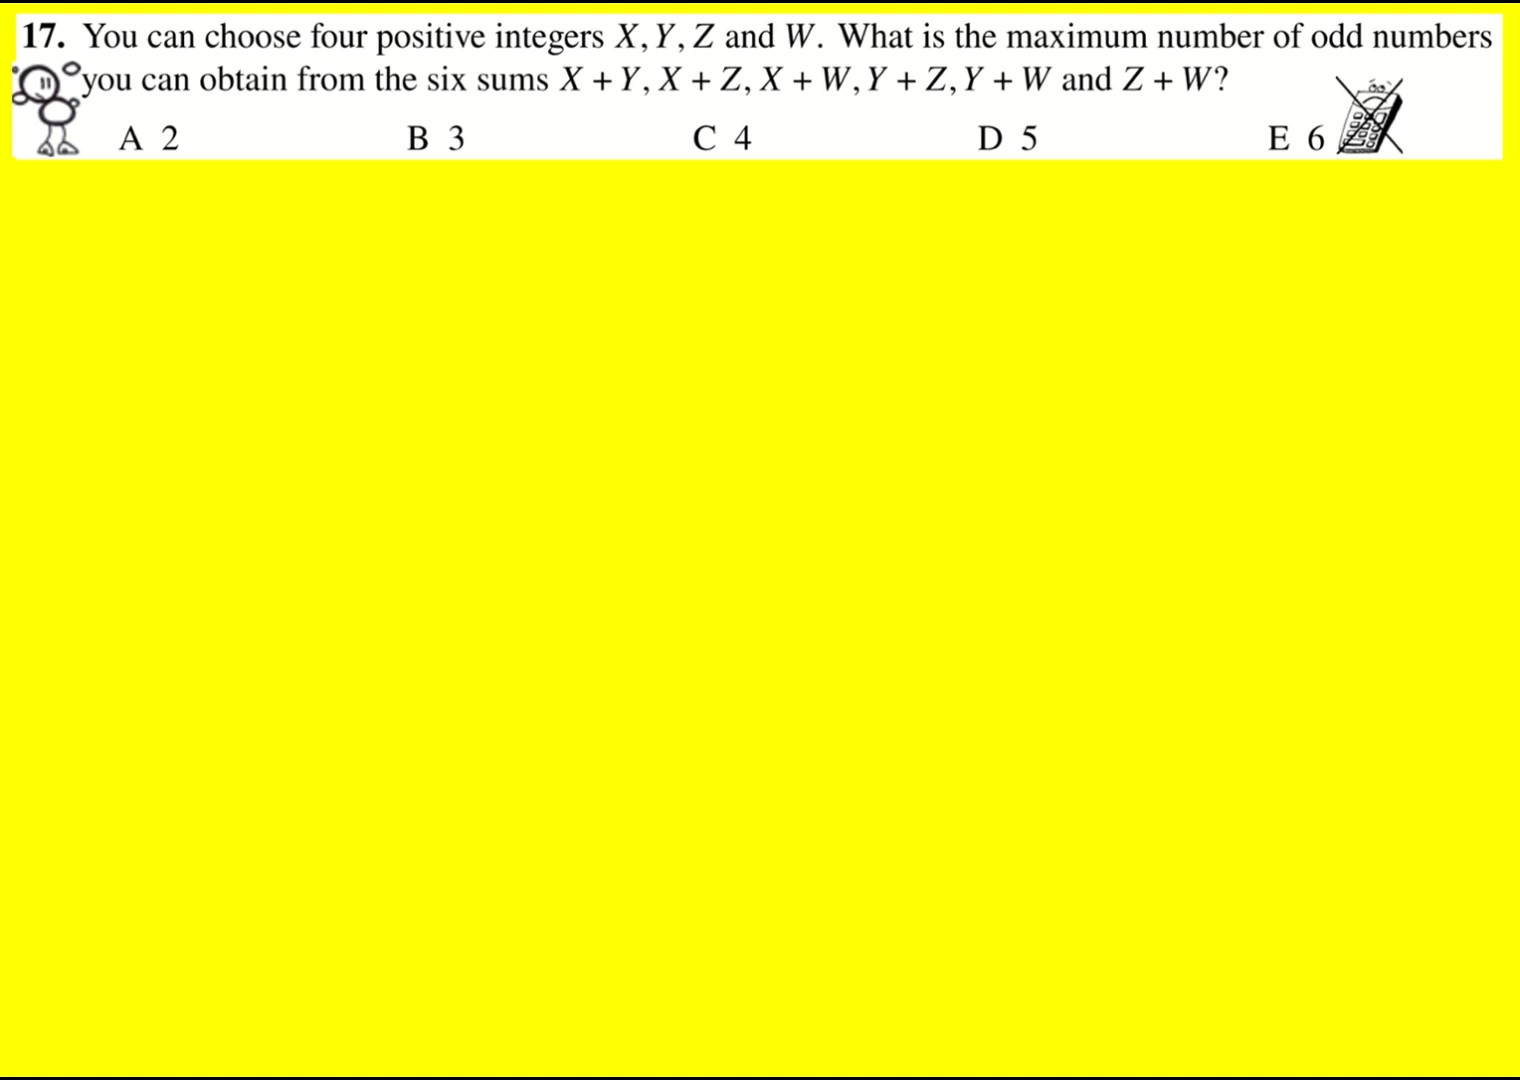 17. You can choose four positive integers X, Y, Z and W. What is the maximum number of odd numbers
you can obtain from the six sums X + Y, X + Z, X + W, Y + Z, Y + W and Z + W?
A 2 B 3 C 4 D 5 E 6